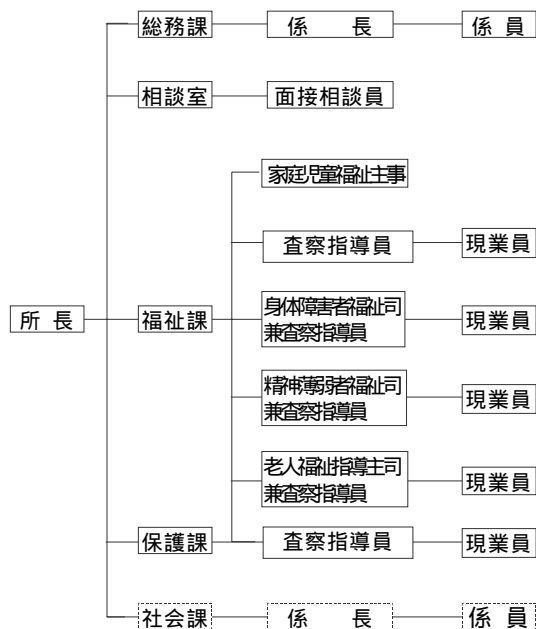 総務課 係長 係員
相談室 面接相談員
家庭児童福祉主事
査察指導員 現業員
所長 福祉課 身体障害者福祉司
兼査察指導員 現業員
精神薄弱者福祉司
兼査察指導員 現業員
老人福祉指導主司
兼査察指導員 現業員
保護課 査察指導員 現業員
社会課 係長 係員